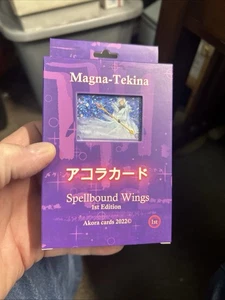 Magna-Tekina
アコラカード
Spellbound Wings
1st Edition
Akora cards 2022©
1st